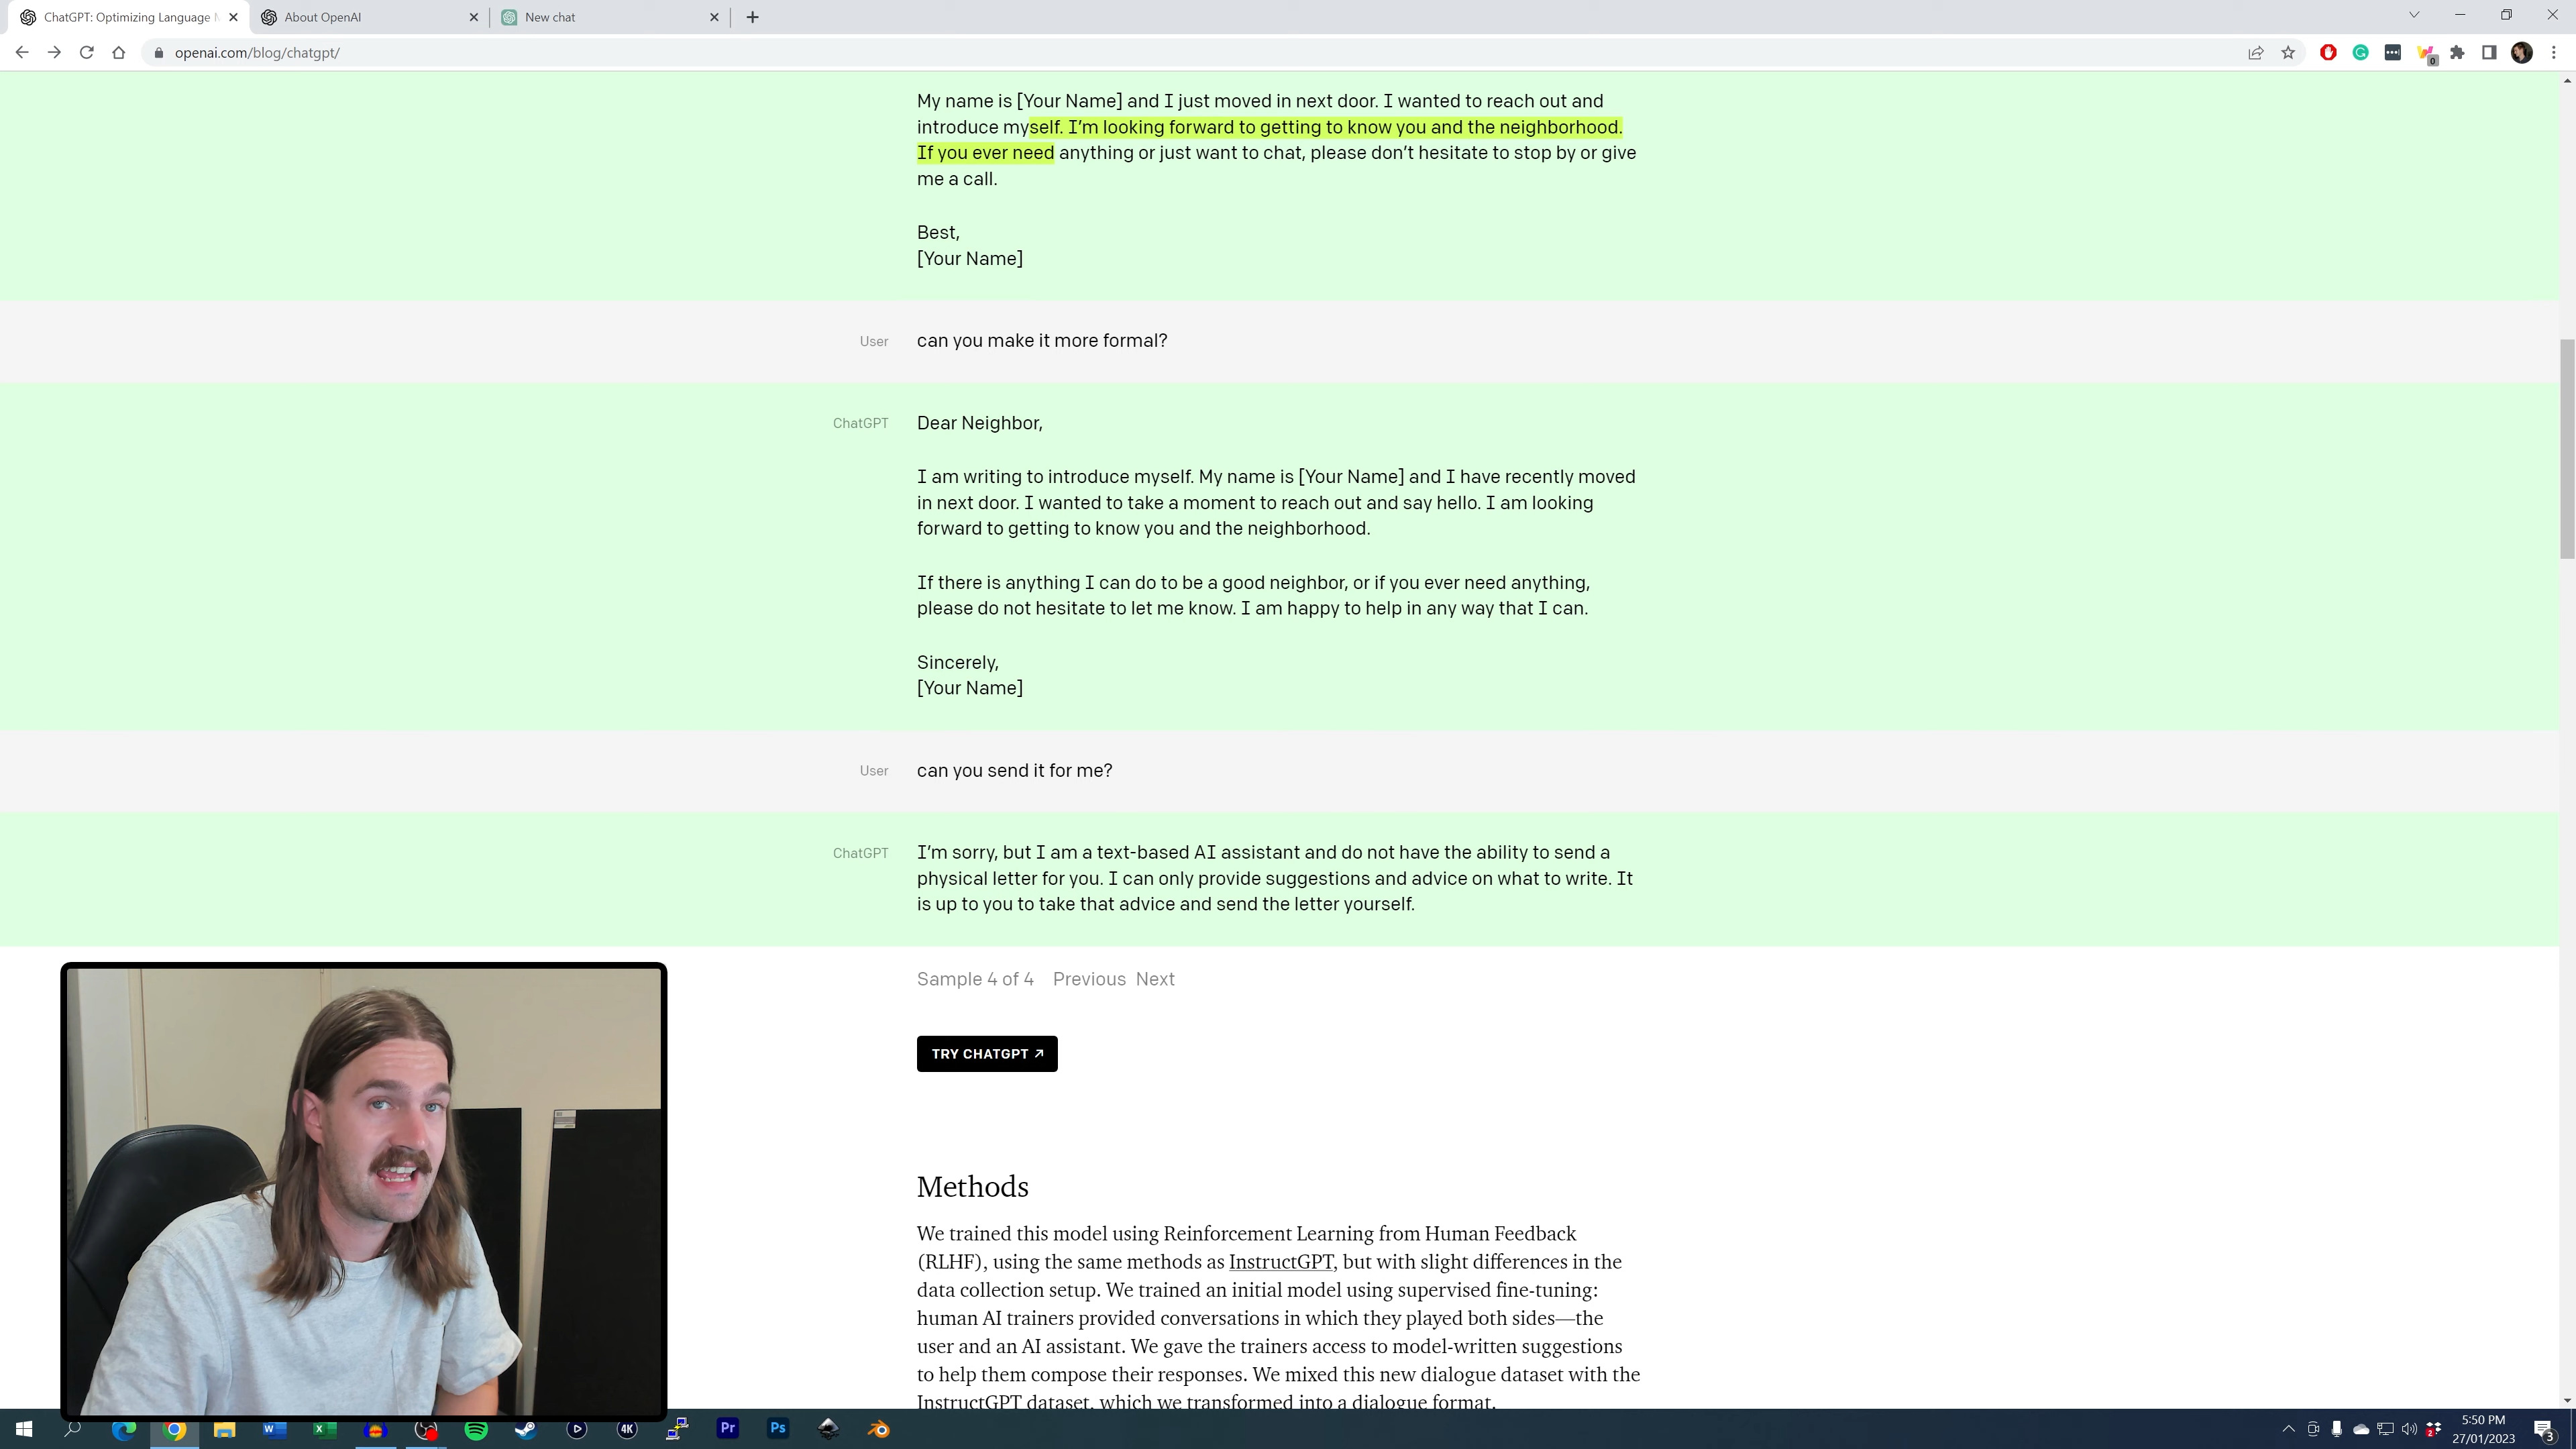 ChatGPT: Optimizing Language M
About OpenAI
New chat
openai.com/blog/chatgpt/
0
My name is [Your Name] and I just moved in next door. I wanted to reach out and
introduce myself. I’m looking forward to getting to know you and the neighborhood.
If you ever need anything or just want to chat, please don’t hesitate to stop by or give
me a call.
Best,
[Your Name]
User
can you make it more formal?
ChatGPT
Dear Neighbor,
I am writing to introduce myself. My name is [Your Name] and I have recently moved
in next door. I wanted to take a moment to reach out and say hello. I am looking
forward to getting to know you and the neighborhood.
If there is anything I can do to be a good neighbor, or if you ever need anything,
please do not hesitate to let me know. I am happy to help in any way that I can.
Sincerely,
[Your Name]
User
can you send it for me?
ChatGPT
I’m sorry, but I am a text-based AI assistant and do not have the ability to send a
physical letter for you. I can only provide suggestions and advice on what to write. It
is up to you to take that advice and send the letter yourself.
Sample 4 of 4 Previous Next
TRY CHATGPT ↗
Methods
We trained this model using Reinforcement Learning from Human Feedback
(RLHF), using the same methods as InstructGPT, but with slight differences in the
data collection setup. We trained an initial model using supervised fine-tuning:
human AI trainers provided conversations in which they played both sides—the
user and an AI assistant. We gave the trainers access to model-written suggestions
to help them compose their responses. We mixed this new dialogue dataset with the
InstructGPT dataset, which we transformed into a dialogue format.
4K
Pr
Ps
2
5:50 PM
27/01/2023
3